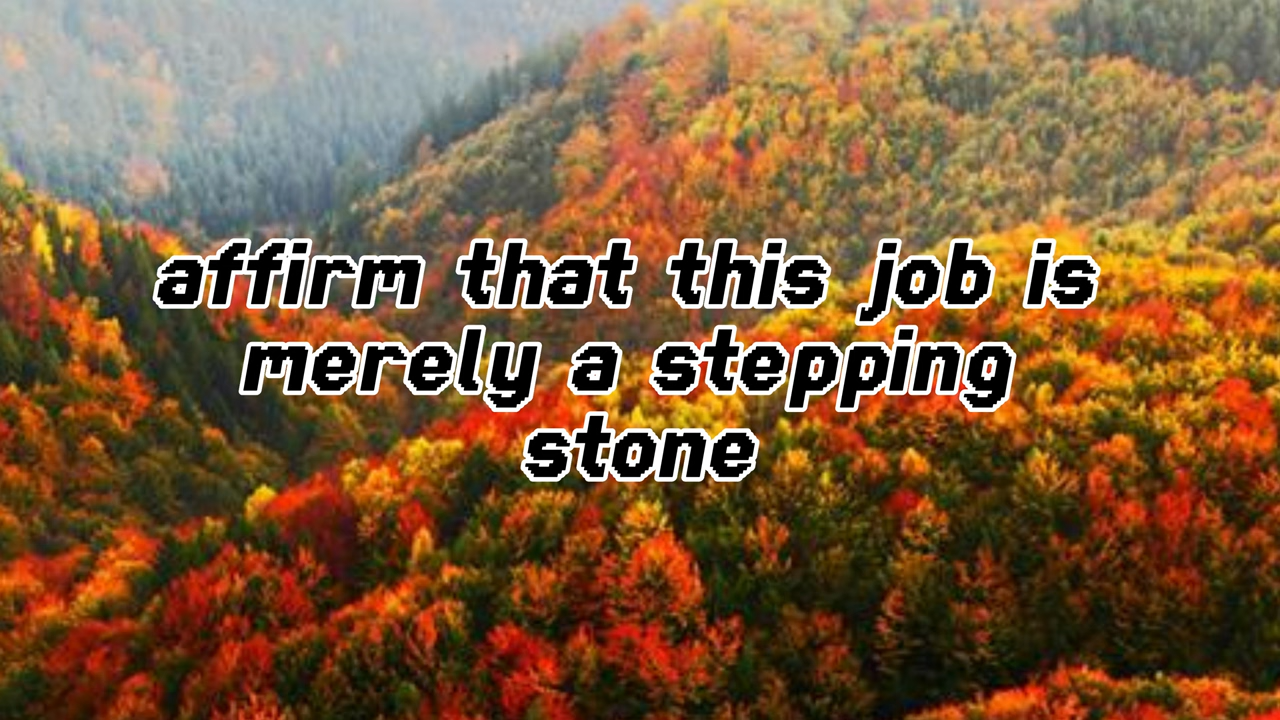 affirm that this job is
merely a stepping
stone